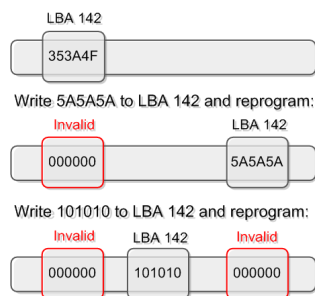 LBA 142
353A4F
Write 5A5A5A to LBA 142 and reprogram:
Invalid LBA 142
000000 5A5A5A
Write 101010 to LBA 142 and reprogram:
Invalid LBA 142 Invalid
000000 101010 000000